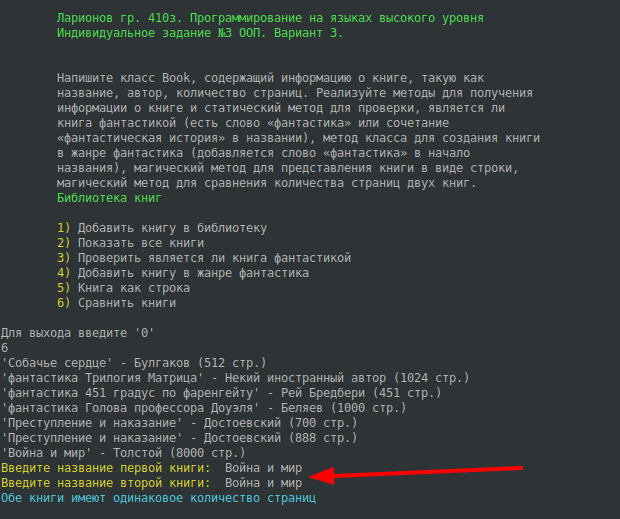 Ларионов гр. 410з. Программирование на языках высокого уровня
Индивидуальное задание №3 ООП. Вариант 3.
Напишите класс Book, содержащий информацию о книге, такую как
название, автор, количество страниц. Реализуйте методы для получения
информации о книге и статический метод для проверки, является ли
книга фантастикой (есть слово «фантастика» или сочетание
«фантастическая история» в названии), метод класса для создания книги
в жанре фантастика (добавляется слово «фантастика» в начало
названия), магический метод для представления книги в виде строки,
магический метод для сравнения количества страниц двух книг.
Библиотека книг
1) Добавить книгу в библиотеку
2) Показать все книги
3) Проверить является ли книга фантастикой
4) Добавить книгу в жанре фантастика
5) Книга как строка
6) Сравнить книги
Для выхода введите '0'
6
'Собачье сердце' - Булгаков (512 стр.)
'фантастика Трилогия Матрица' - Некий иностранный автор (1024 стр.)
'фантастика 451 градус по фаренгейту' - Рей Бредбери (451 стр.)
'фантастика Голова профессора Доуэля' - Беляев (1000 стр.)
'Преступление и наказание' - Достоевский (700 стр.)
'Преступление и наказание' - Достоевский (888 стр.)
'Война и мир' - Толстой (8000 стр.)
Введите название первой книги:  Война и мир
Введите название второй книги:  Война и мир
Обе книги имеют одинаковое количество страниц